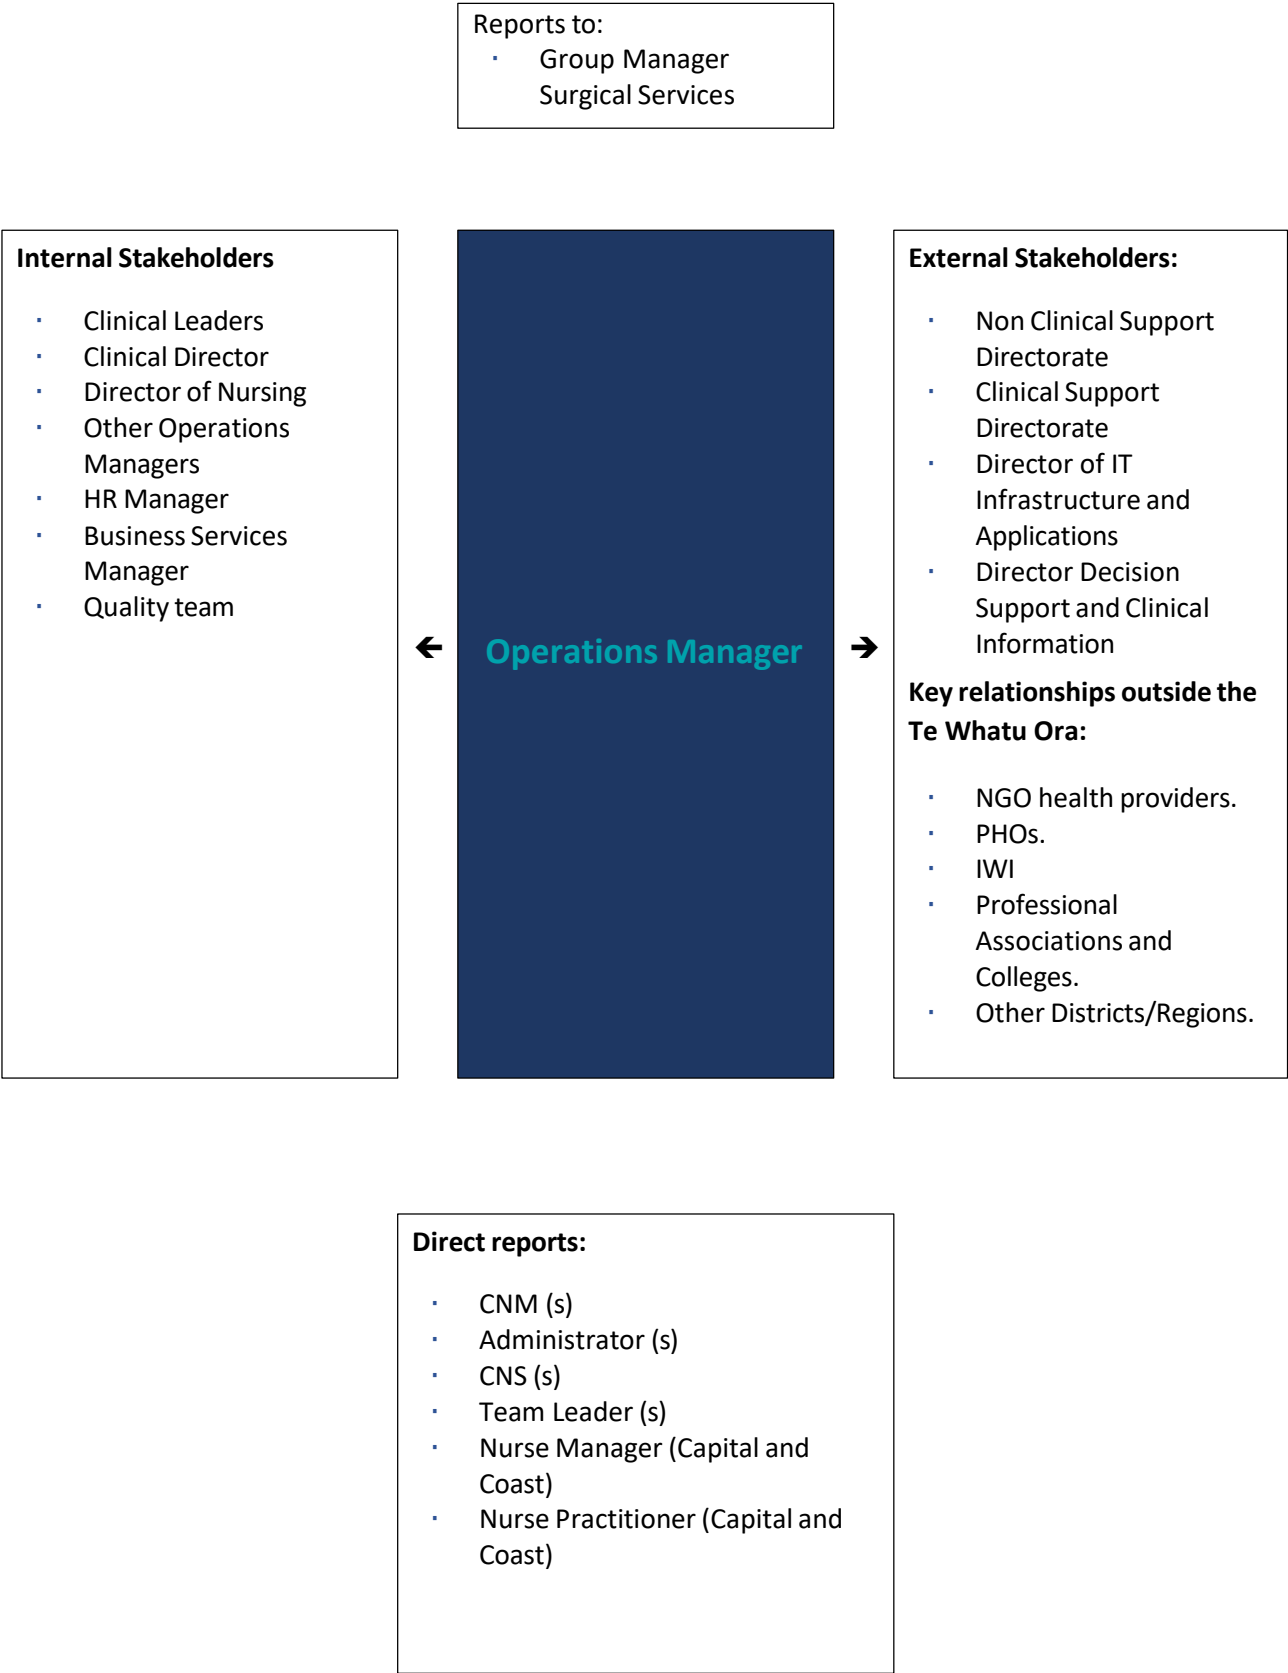 Reports to:
· Group Manager
Surgical Services
Internal Stakeholders
· Clinical Leaders
· Clinical Director
· Director of Nursing
· Other Operations
Managers
· HR Manager
· Business Services
Manager
· Quality team
🡸
Operations Manager
🡺
External Stakeholders:
· Non Clinical Support
Directorate
· Clinical Support
Directorate
· Director of IT
Infrastructure and
Applications
· Director Decision
Support and Clinical
Information
Key relationships outside the
Te Whatu Ora:
· NGO health providers.
· PHOs.
· IWI
· Professional
Associations and
Colleges.
· Other Districts/Regions.
Direct reports:
· CNM (s)
· Administrator (s)
· CNS (s)
· Team Leader (s)
· Nurse Manager (Capital and
Coast)
· Nurse Practitioner (Capital and
Coast)